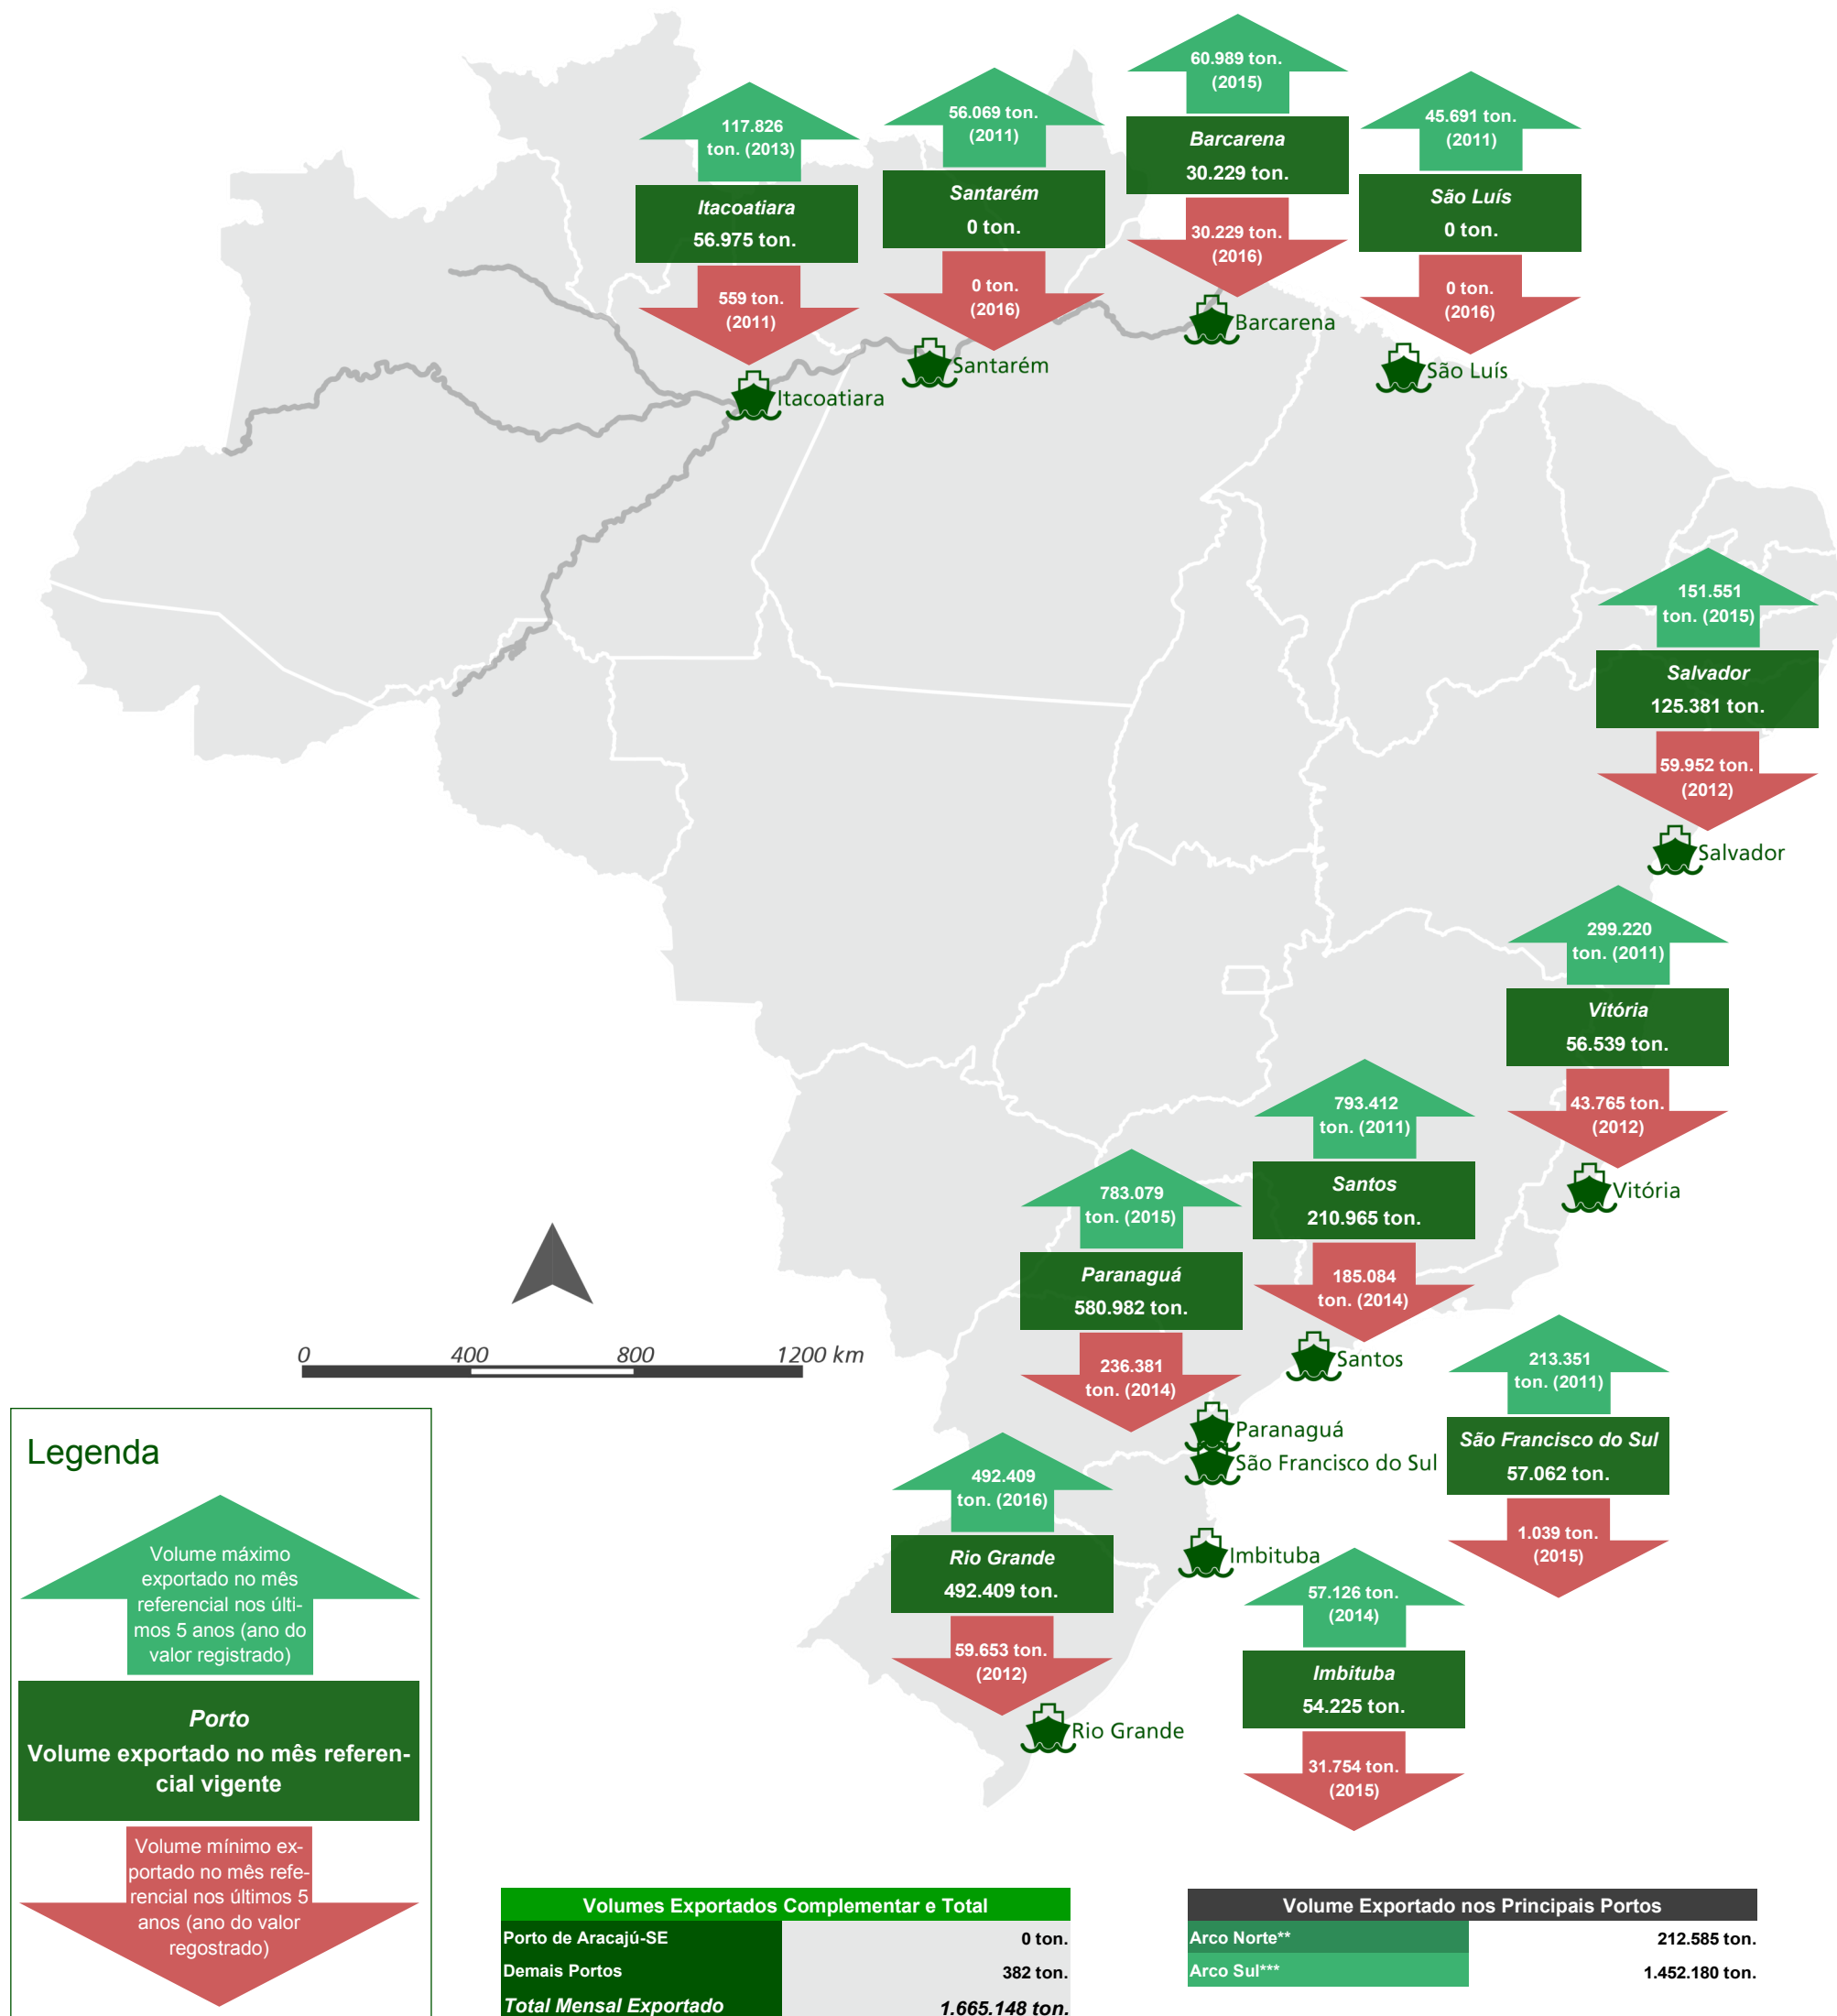 60.989 ton.
(2015)
Barcarena
30.229 ton.
30.229 ton.
(2016)
56.069 ton.
(2011)
Santarém
0 ton.
0 ton.
(2016)
45.691 ton.
(2011)
São Luís
0 ton.
0 ton.
(2016)
117.826
ton. (2013)
Itacoatiara
56.975 ton.
559 ton.
(2011)
Barcarena
Santarém
São Luís
Itacoatiara
151.551
ton. (2015)
Salvador
125.381 ton.
59.952 ton.
(2012)
Salvador
299.220
ton. (2011)
Vitória
56.539 ton.
43.765 ton.
(2012)
Vitória
793.412
ton. (2011)
Santos
210.965 ton.
185.084
ton. (2014)
Santos
783.079
ton. (2015)
Paranaguá
580.982 ton.
236.381
ton. (2014)
Paranaguá
São Francisco do Sul
213.351
ton. (2011)
São Francisco do Sul
57.062 ton.
1.039 ton.
(2015)
0 400 800 1200 km
492.409
ton. (2016)
Rio Grande
492.409 ton.
59.653 ton.
(2012)
Rio Grande
Imbituba
57.126 ton.
(2014)
Imbituba
54.225 ton.
31.754 ton.
(2015)
Legenda
Volume máximo
exportado no mês
referencial nos últi-
mos 5 anos (ano do
valor registrado)
Porto
Volume exportado no mês referen-
cial vigente
Volume mínimo ex-
portado no mês refe-
rencial nos últimos 5
anos (ano do valor
regostrado)
Volumes Exportados Complementar e Total
Porto de Aracajú-SE 0 ton.
Demais Portos 382 ton.
Total Mensal Exportado 1.665.148 ton.
Volume Exportado nos Principais Portos
Arco Norte** 212.585 ton.
Arco Sul*** 1.452.180 ton.